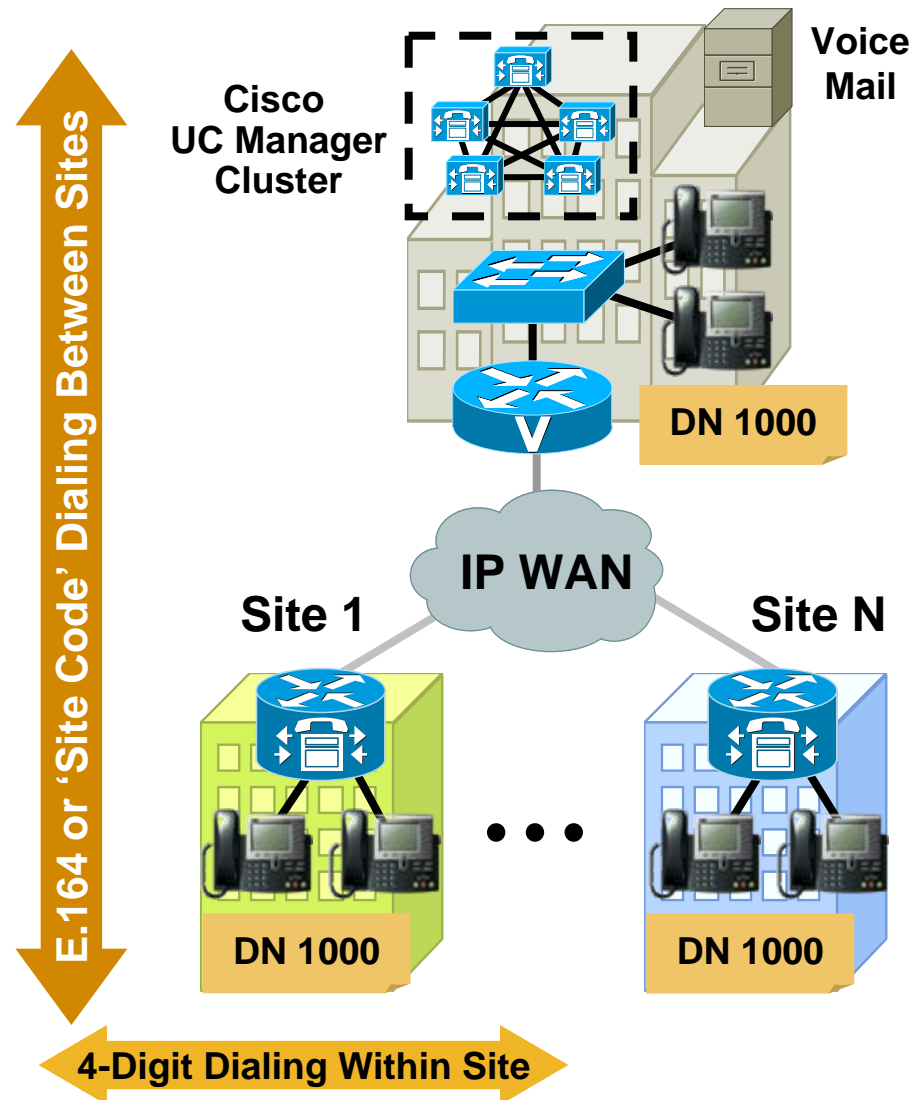 Voice
Mail
Cisco
UC Manager
Cluster
E.164 or ‘Site Code’ Dialing Between Sites
V
DN 1000
IP WAN
Site 1
Site N
• • •
DN 1000
DN 1000
4-Digit Dialing Within Site